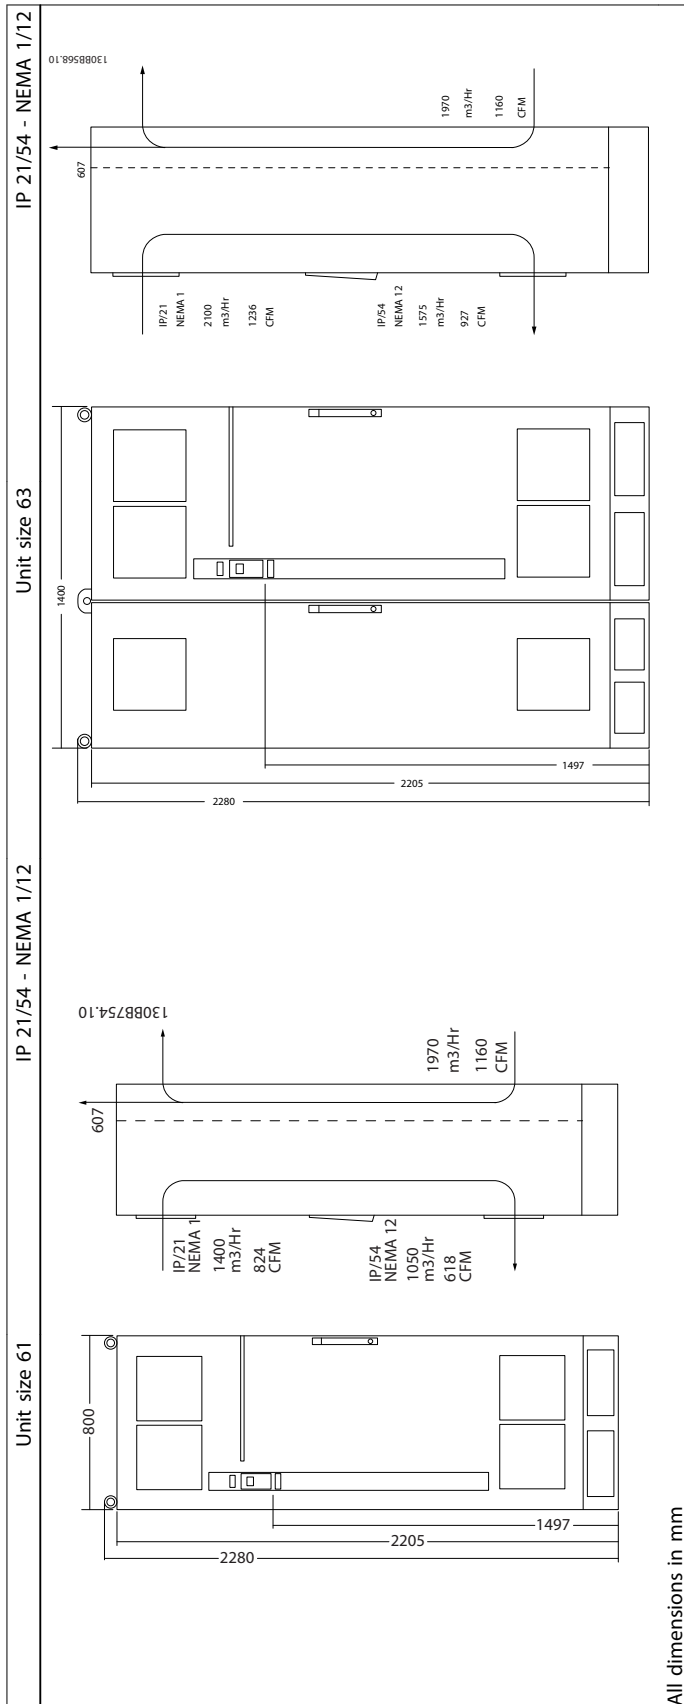 Unit size 61
IP 21/54 - NEMA 1/12
Unit size 63
IP 21/54 - NEMA 1/12
800
2280
2205
1497
130BB754.10
607
IP/21
NEMA 1
1400
m3/Hr
824
CFM
IP/54
NEMA 12
1050
m3/Hr
618
CFM
1970
m3/Hr
1160
CFM
1400
2280
2205
1497
130BB568.10
607
IP/21
NEMA 1
2100
m3/Hr
1236
CFM
IP/54
NEMA 12
1575
m3/Hr
927
CFM
1970
m3/Hr
1160
CFM
All dimensions in mm